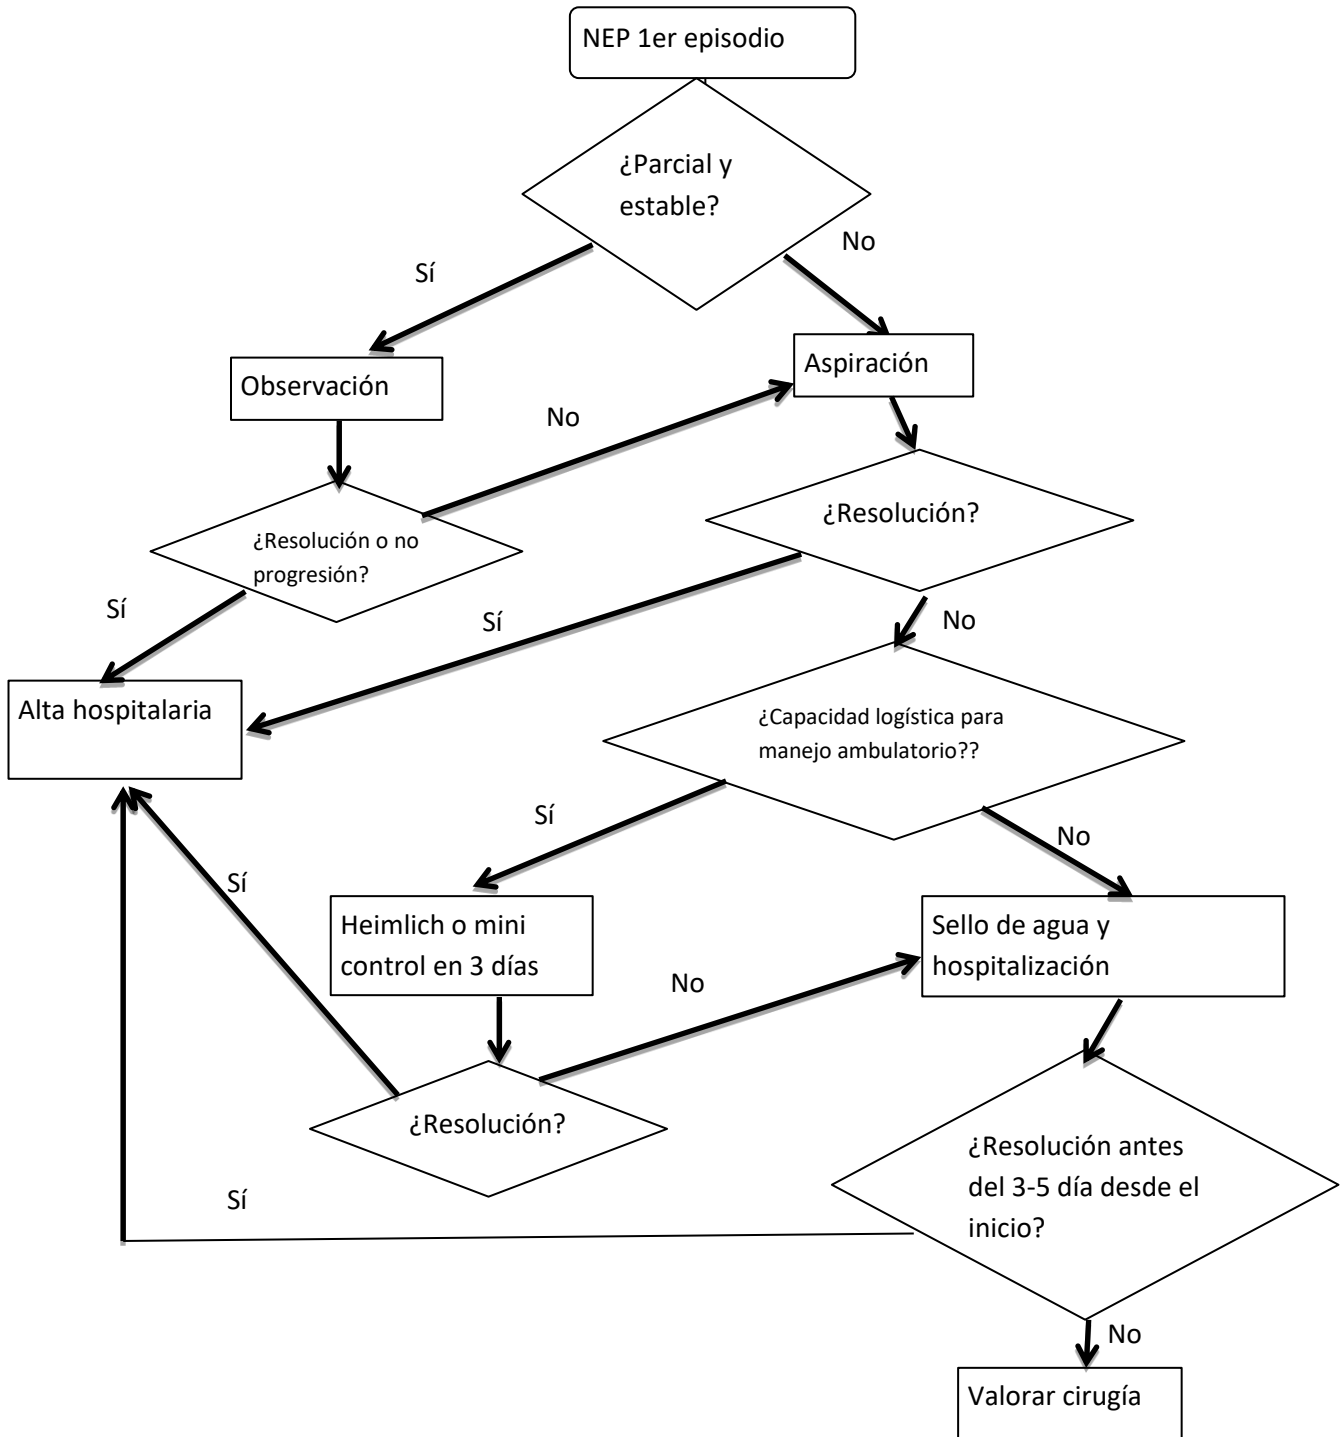 NEP 1er episodio
¿Parcial y
estable?
No
Sí
Aspiración
Observación
No
¿Resolución?
¿Resolución o no
progresión?
Sí
Sí
No
Alta hospitalaria
¿Capacidad logística para
manejo ambulatorio??
Sí
No
Sí
Heimlich o mini
control en 3 días
Sello de agua y
hospitalización
No
¿Resolución?
¿Resolución antes
del 3-5 día desde el
inicio?
Sí
No
Valorar cirugía